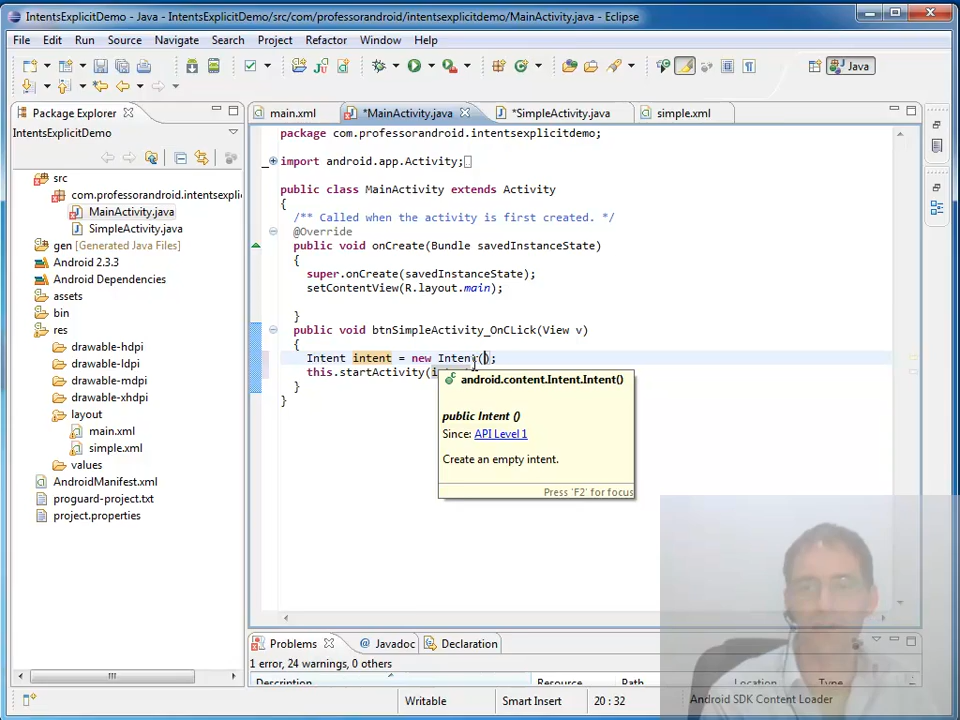 IntentsExplicitDemo - Java - IntentsExplicitDemo/src/com/professorandroid/intentsexplicitdemo/MainActivity.java - Eclipse
File Edit Run Source Navigate Search Project Refactor Window Help
Java
Package Explorer
main.xml *MainActivity.java *SimpleActivity.java simple.xml
IntentsExplicitDemo
src
com.professorandroid.intentsexpli
MainActivity.java
SimpleActivity.java
gen [Generated Java Files]
Android 2.3.3
Android Dependencies
assets
bin
res
drawable-hdpi
drawable-ldpi
drawable-mdpi
drawable-xhdpi
layout
main.xml
simple.xml
values
AndroidManifest.xml
proguard-project.txt
project.properties
package com.professorandroid.intentsexplicitdemo;
import android.app.Activity;
public class MainActivity extends Activity
{
/** Called when the activity is first created. */
@Override
public void onCreate(Bundle savedInstanceState)
{
super.onCreate(savedInstanceState);
setContentView(R.layout.main);
}
public void btnSimpleActivity_OnCLick(View v)
{
Intent intent = new Intent();
this.startActivity(i
}
}
android.content.Intent.Intent()
public Intent ()
Since: API Level 1
Create an empty intent.
Press 'F2' for focus
Problems @ Javadoc Declaration
1 error, 24 warnings, 0 others
Description Resource Path Location Type
Writable Smart Insert 20 : 32 Android SDK Content Loader